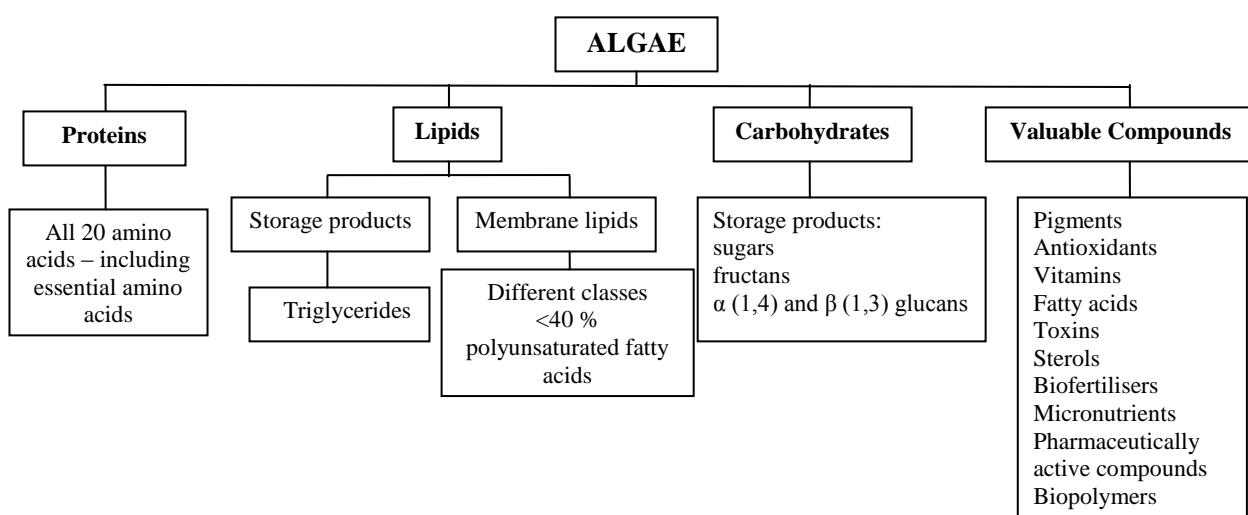 ALGAE
Proteins
Lipids
Carbohydrates
Valuable Compounds
All 20 amino
acids – including
essential amino
acids
Storage products
Membrane lipids
Triglycerides
Different classes
<40 %
polyunsaturated fatty
acids
Storage products:
sugars
fructans
α (1,4) and β (1,3) glucans
Pigments
Antioxidants
Vitamins
Fatty acids
Toxins
Sterols
Biofertilisers
Micronutrients
Pharmaceutically
active compounds
Biopolymers